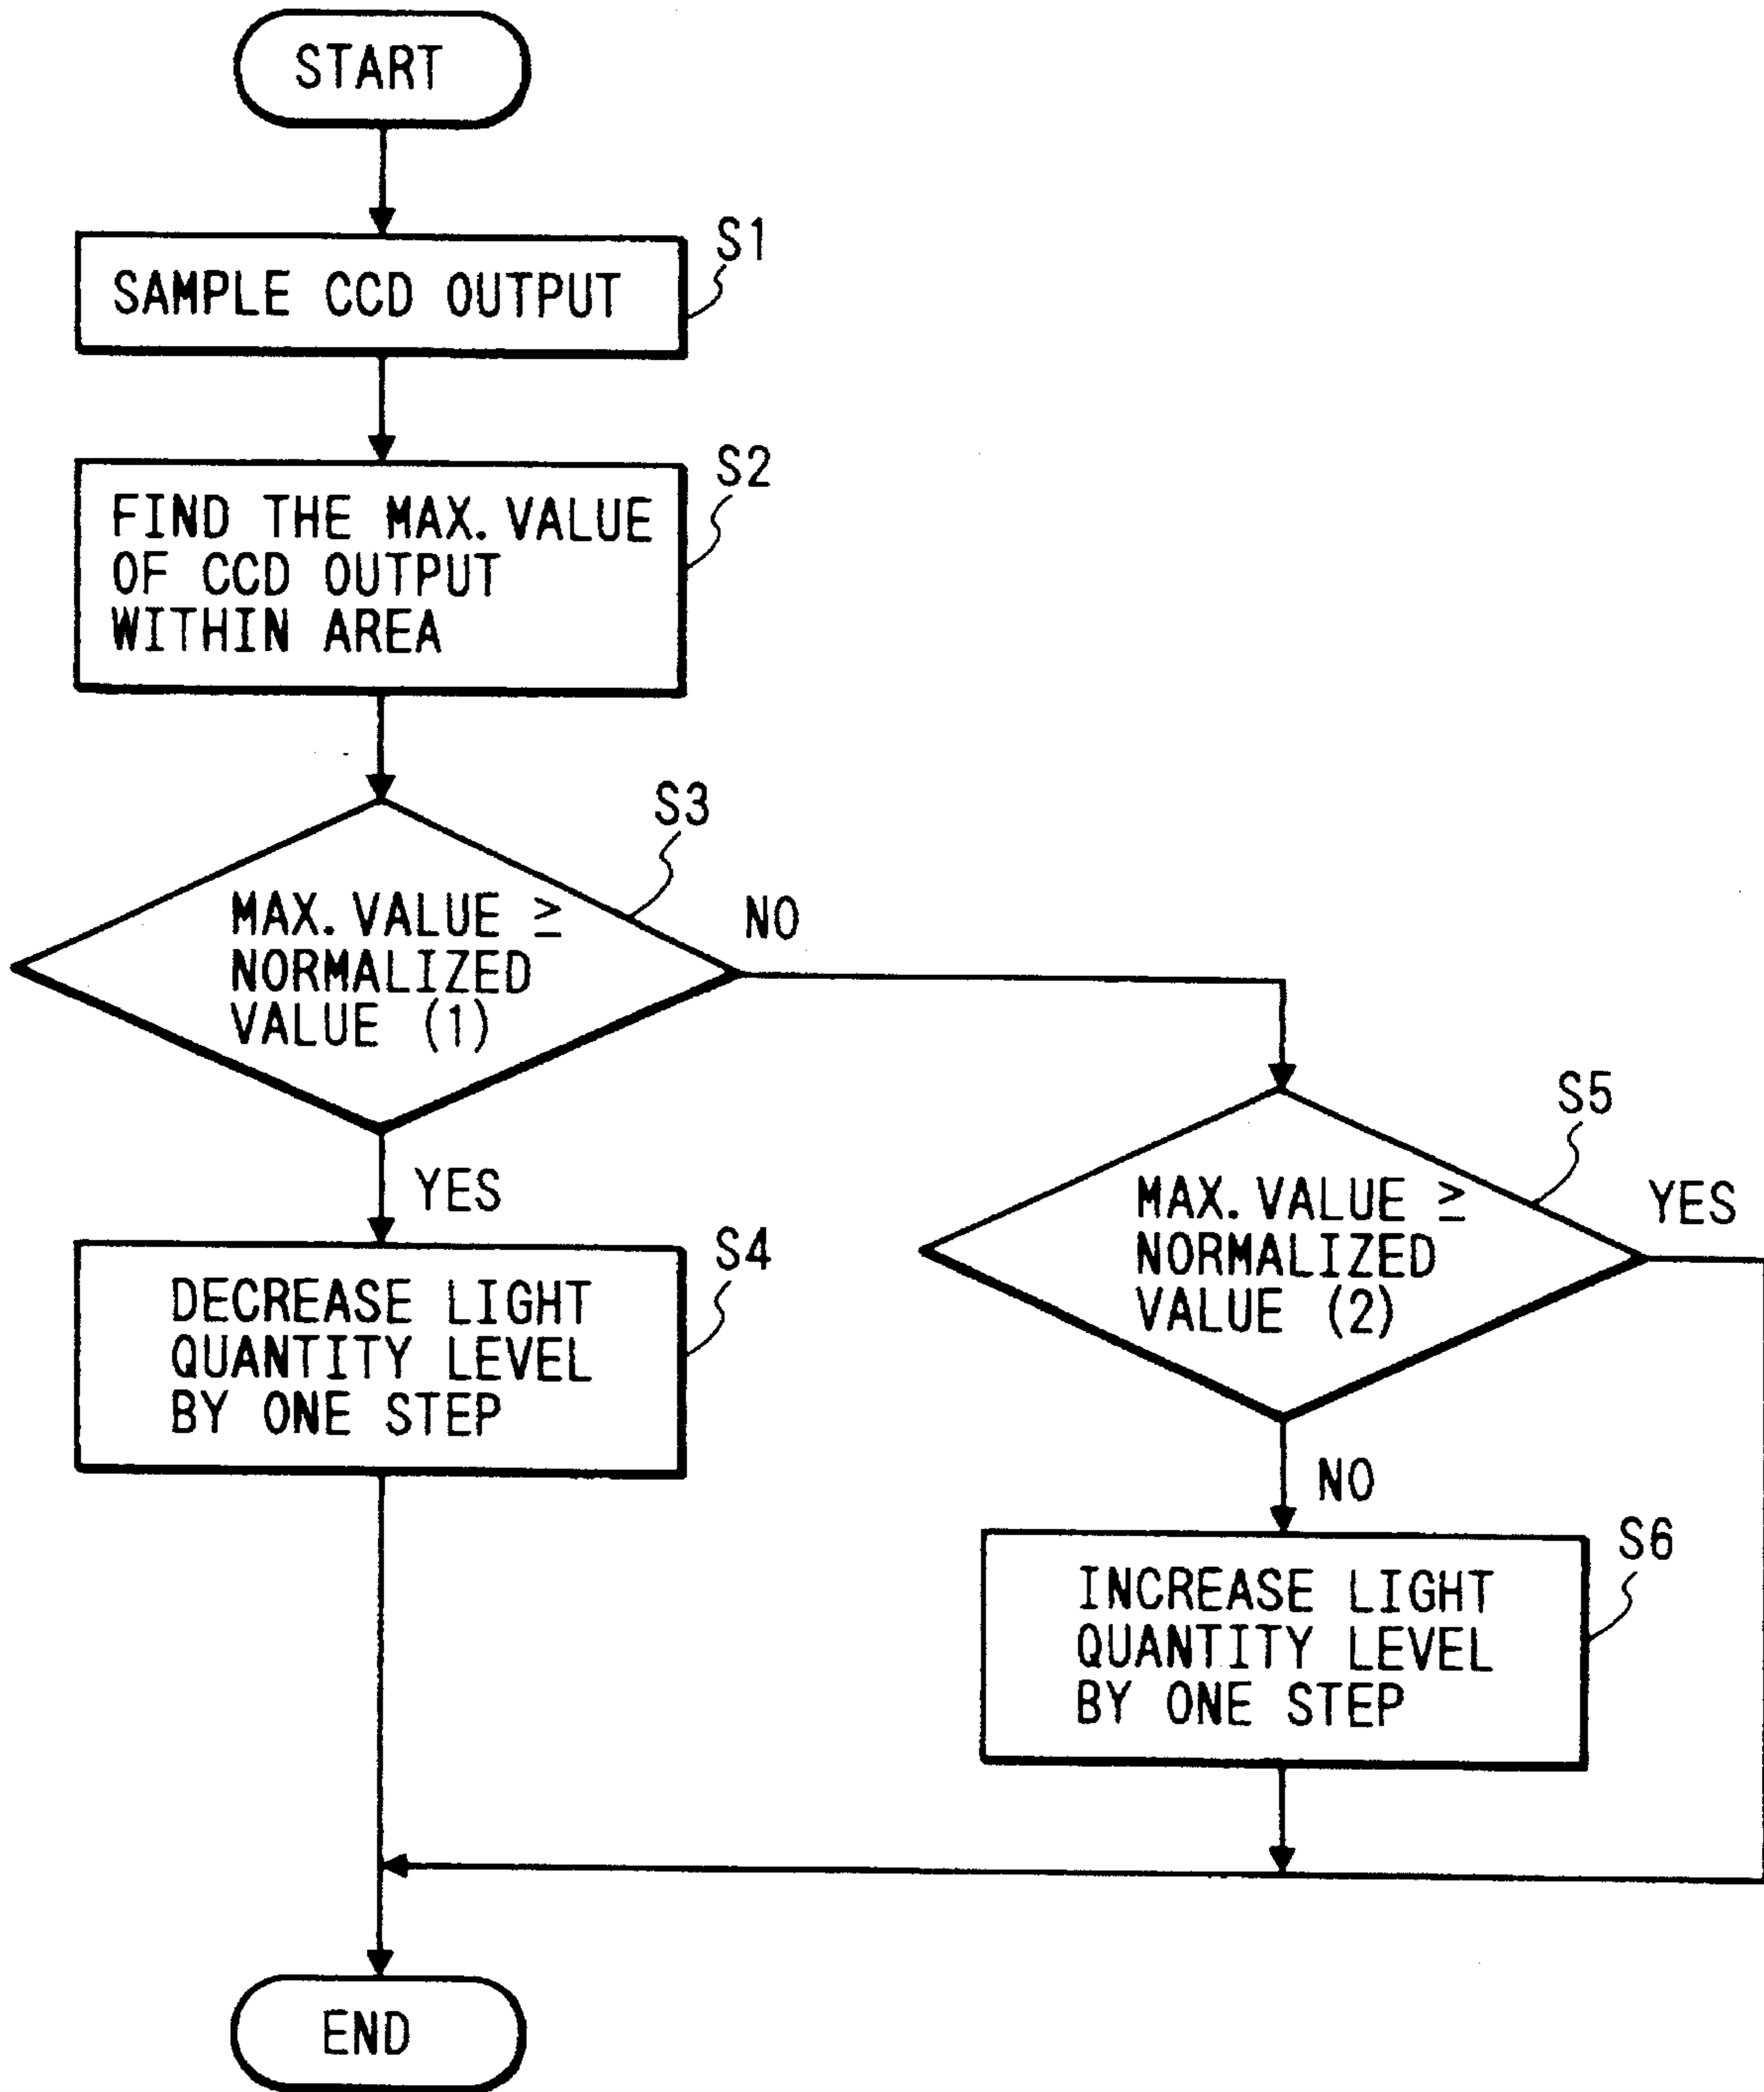 START
SAMPLE CCD OUTPUT
S1
FIND THE MAX. VALUE
OF CCD OUTPUT
WITHIN AREA
S2
MAX. VALUE ≥
NORMALIZED
VALUE (1)
S3
NO
YES
DECREASE LIGHT
QUANTITY LEVEL
BY ONE STEP
S4
MAX. VALUE ≥
NORMALIZED
VALUE (2)
S5
YES
NO
INCREASE LIGHT
QUANTITY LEVEL
BY ONE STEP
S6
END